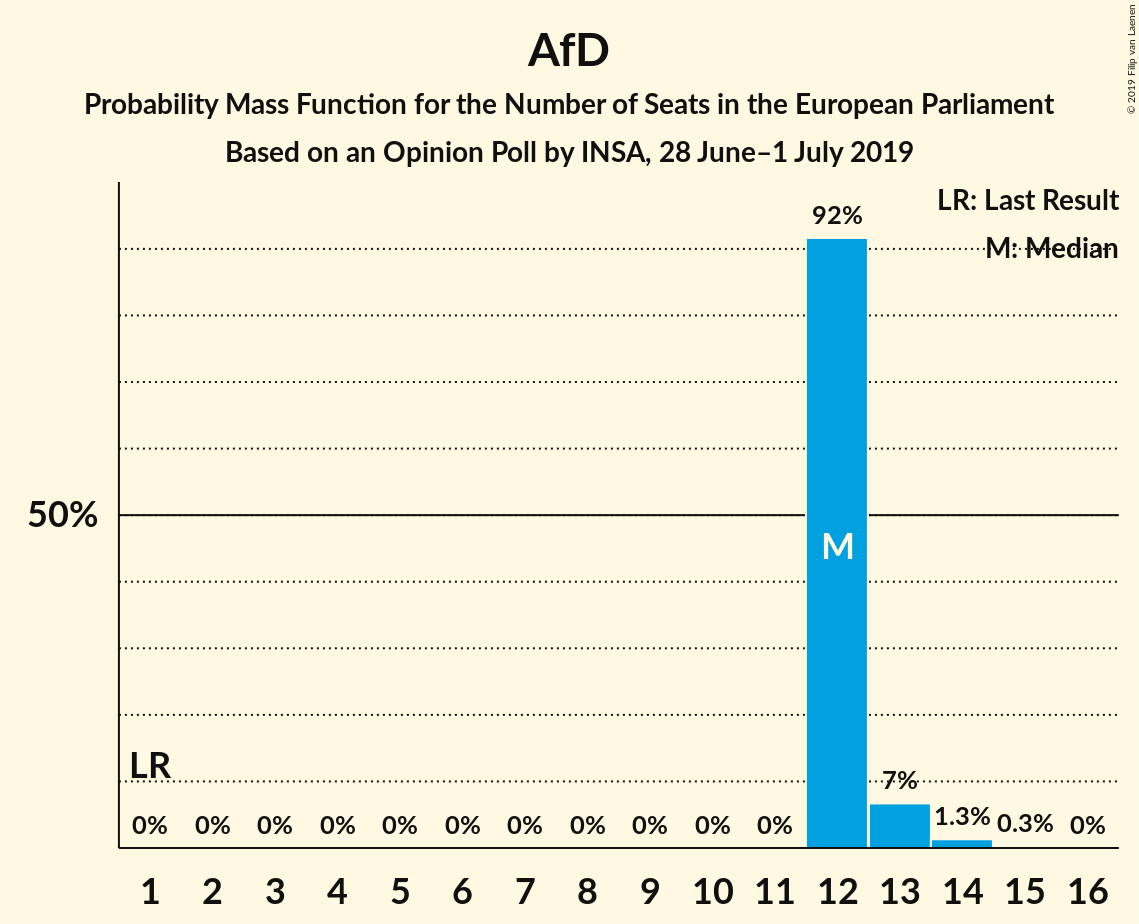 AfD
Probability Mass Function for the Number of Seats in the European Parliament
Based on an Opinion Poll by INSA, 28 June–1 July 2019
© 2019 Filip van Laenen
LR: Last Result
M: Median
92%
50%
M
LR
7%
0% 0% 0% 0% 0% 0% 0% 0% 0% 0% 0% 1.3% 0.3% 0%
1 2 3 4 5 6 7 8 9 10 11 12 13 14 15 16